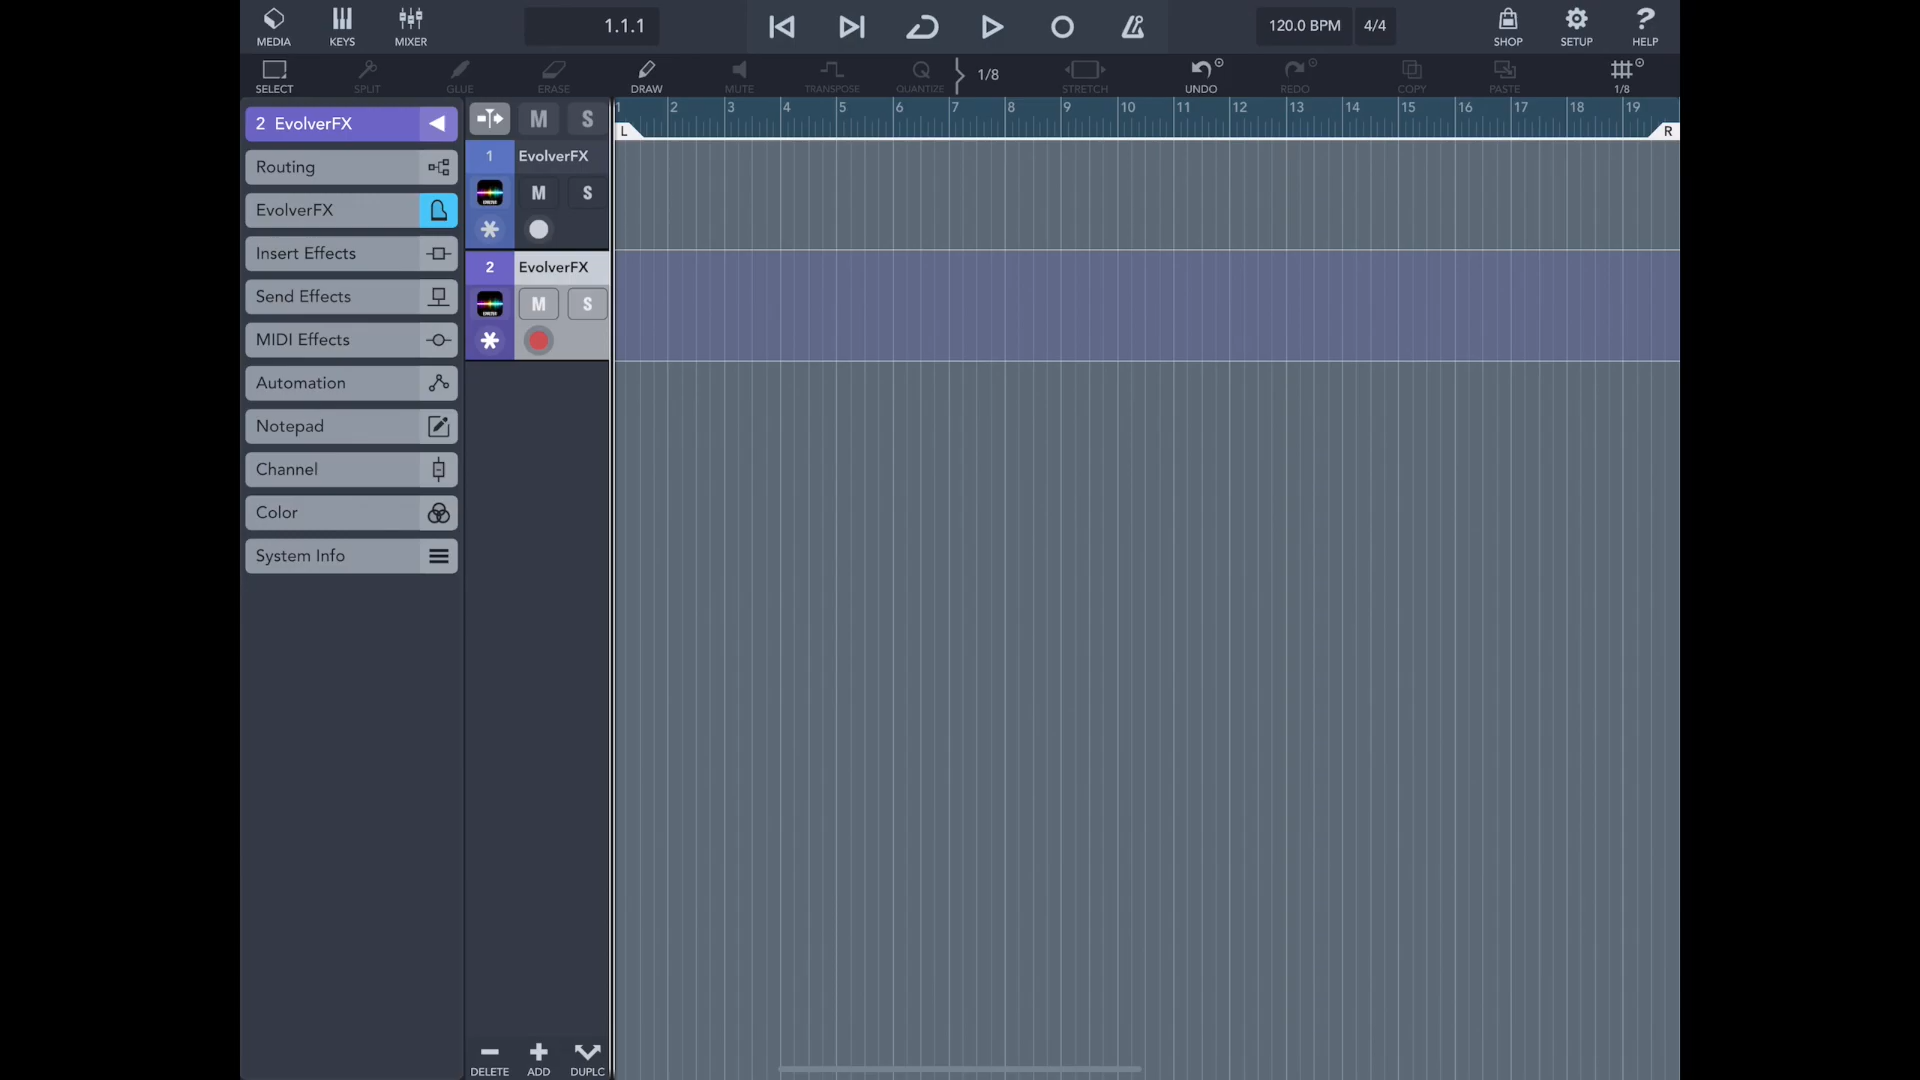 1.1.1
120.0 BPM 4/4
MEDIA KEYS MIXER SHOP SETUP HELP
1/8
SELECT SPLIT GLUE ERASE DRAW MUTE TRANSPOSE QUANTIZE STRETCH UNDO REDO COPY PASTE 1/8
1 2 3 4 5 6 7 8 9 10 11 12 13 14 15 16 17 18 19
2 EvolverFX
M S
L R
Routing
EvolverFX
Insert Effects
Send Effects
MIDI Effects
Automation
Notepad
Channel
Color
System Info
1 EvolverFX
M S
2 EvolverFX
M S
DELETE ADD DUPLC